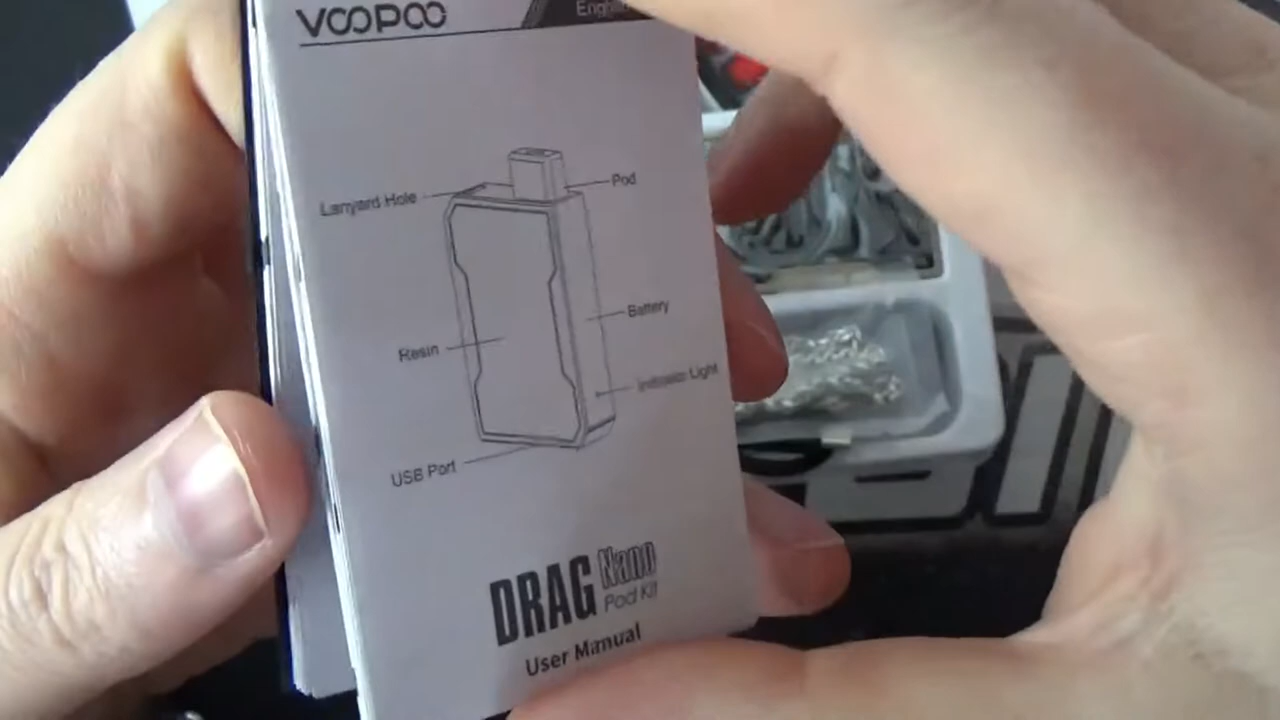 VOOPOO
English
Lanyard Hole
Pod
Battery
Resin
Indicator Light
USB Port
DRAG Nano
Pod Kit
User Manual